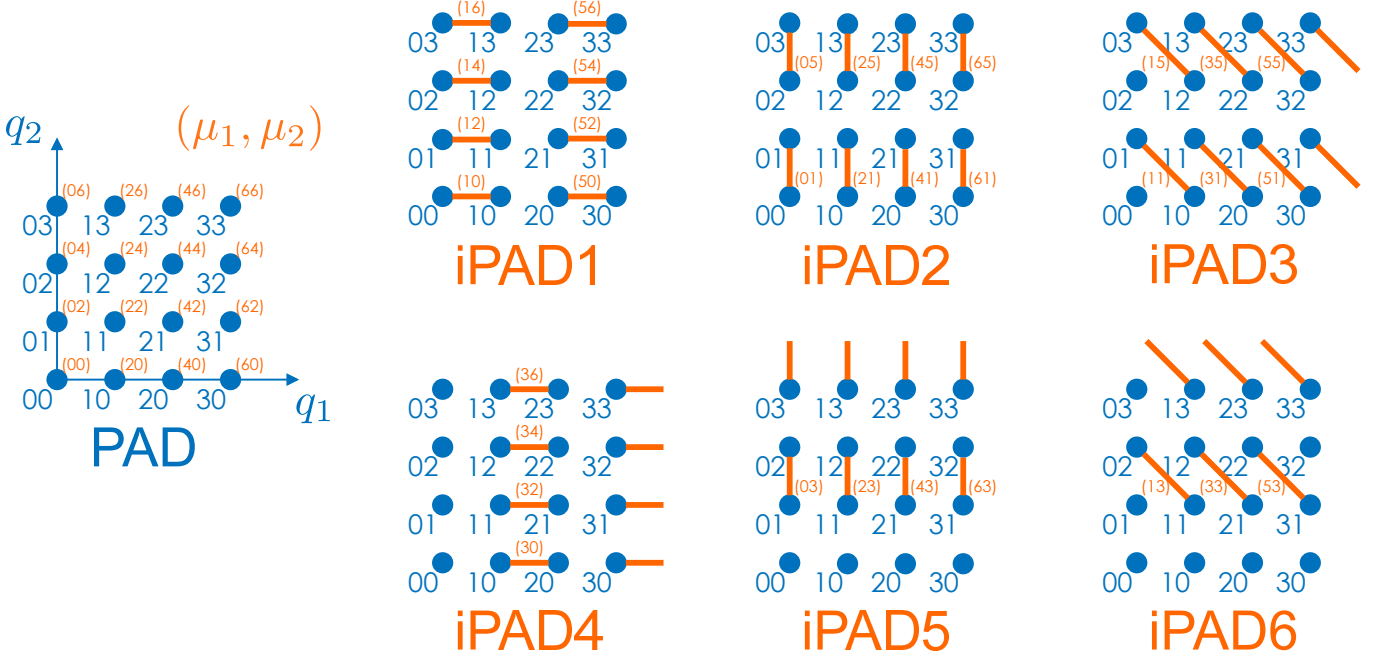 (16) (56)
03 13 23 33
(14) (54)
02 12 22 32
(12) (52)
01 11 21 31
(10) (50)
00 10 20 30
iPAD1
03 13 23 33
(05) (25) (45) (65)
02 12 22 32
01 11 21 31
(01) (21) (41) (61)
00 10 20 30
iPAD2
03 13 23 33
(15) (35) (55)
02 12 22 32
01 11 21 31
(11) (31) (51)
00 10 20 30
iPAD3
q₂ (μ₁, μ₂)
(06) (26) (46) (66)
03 13 23 33
(04) (24) (44) (64)
02 12 22 32
(02) (22) (42) (62)
01 11 21 31
(00) (20) (40) (60)
00 10 20 30 q₁
PAD
(36)
03 13 23 33
(34)
02 12 22 32
(32)
01 11 21 31
(30)
00 10 20 30
iPAD4
03 13 23 33
02 12 22 32
(03) (23) (43) (63)
01 11 21 31
00 10 20 30
iPAD5
03 13 23 33
02 12 22 32
(13) (33) (53)
01 11 21 31
00 10 20 30
iPAD6